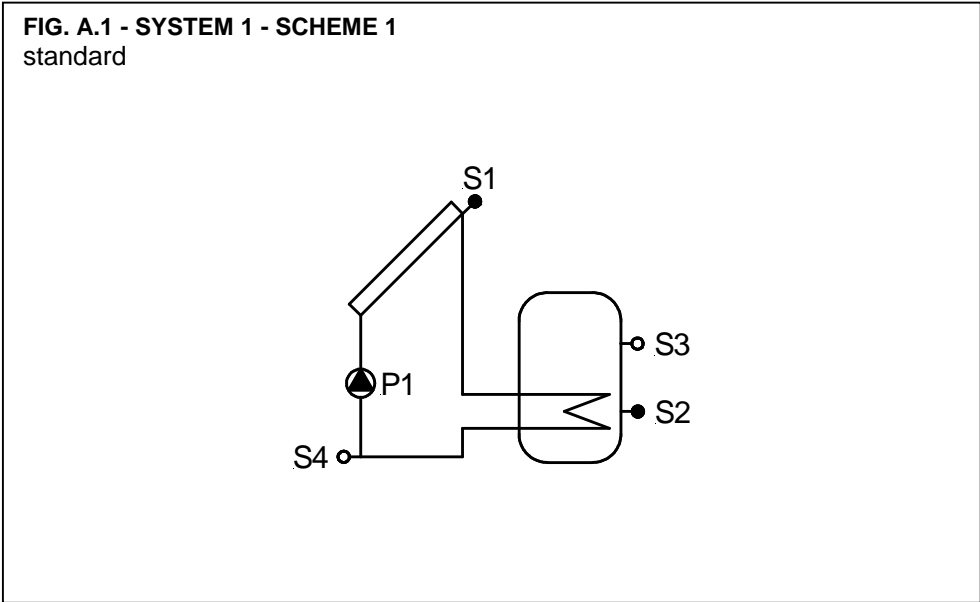 FIG. A.1 - SYSTEM 1 - SCHEME 1
standard
S1
S3
P1
S2
S4